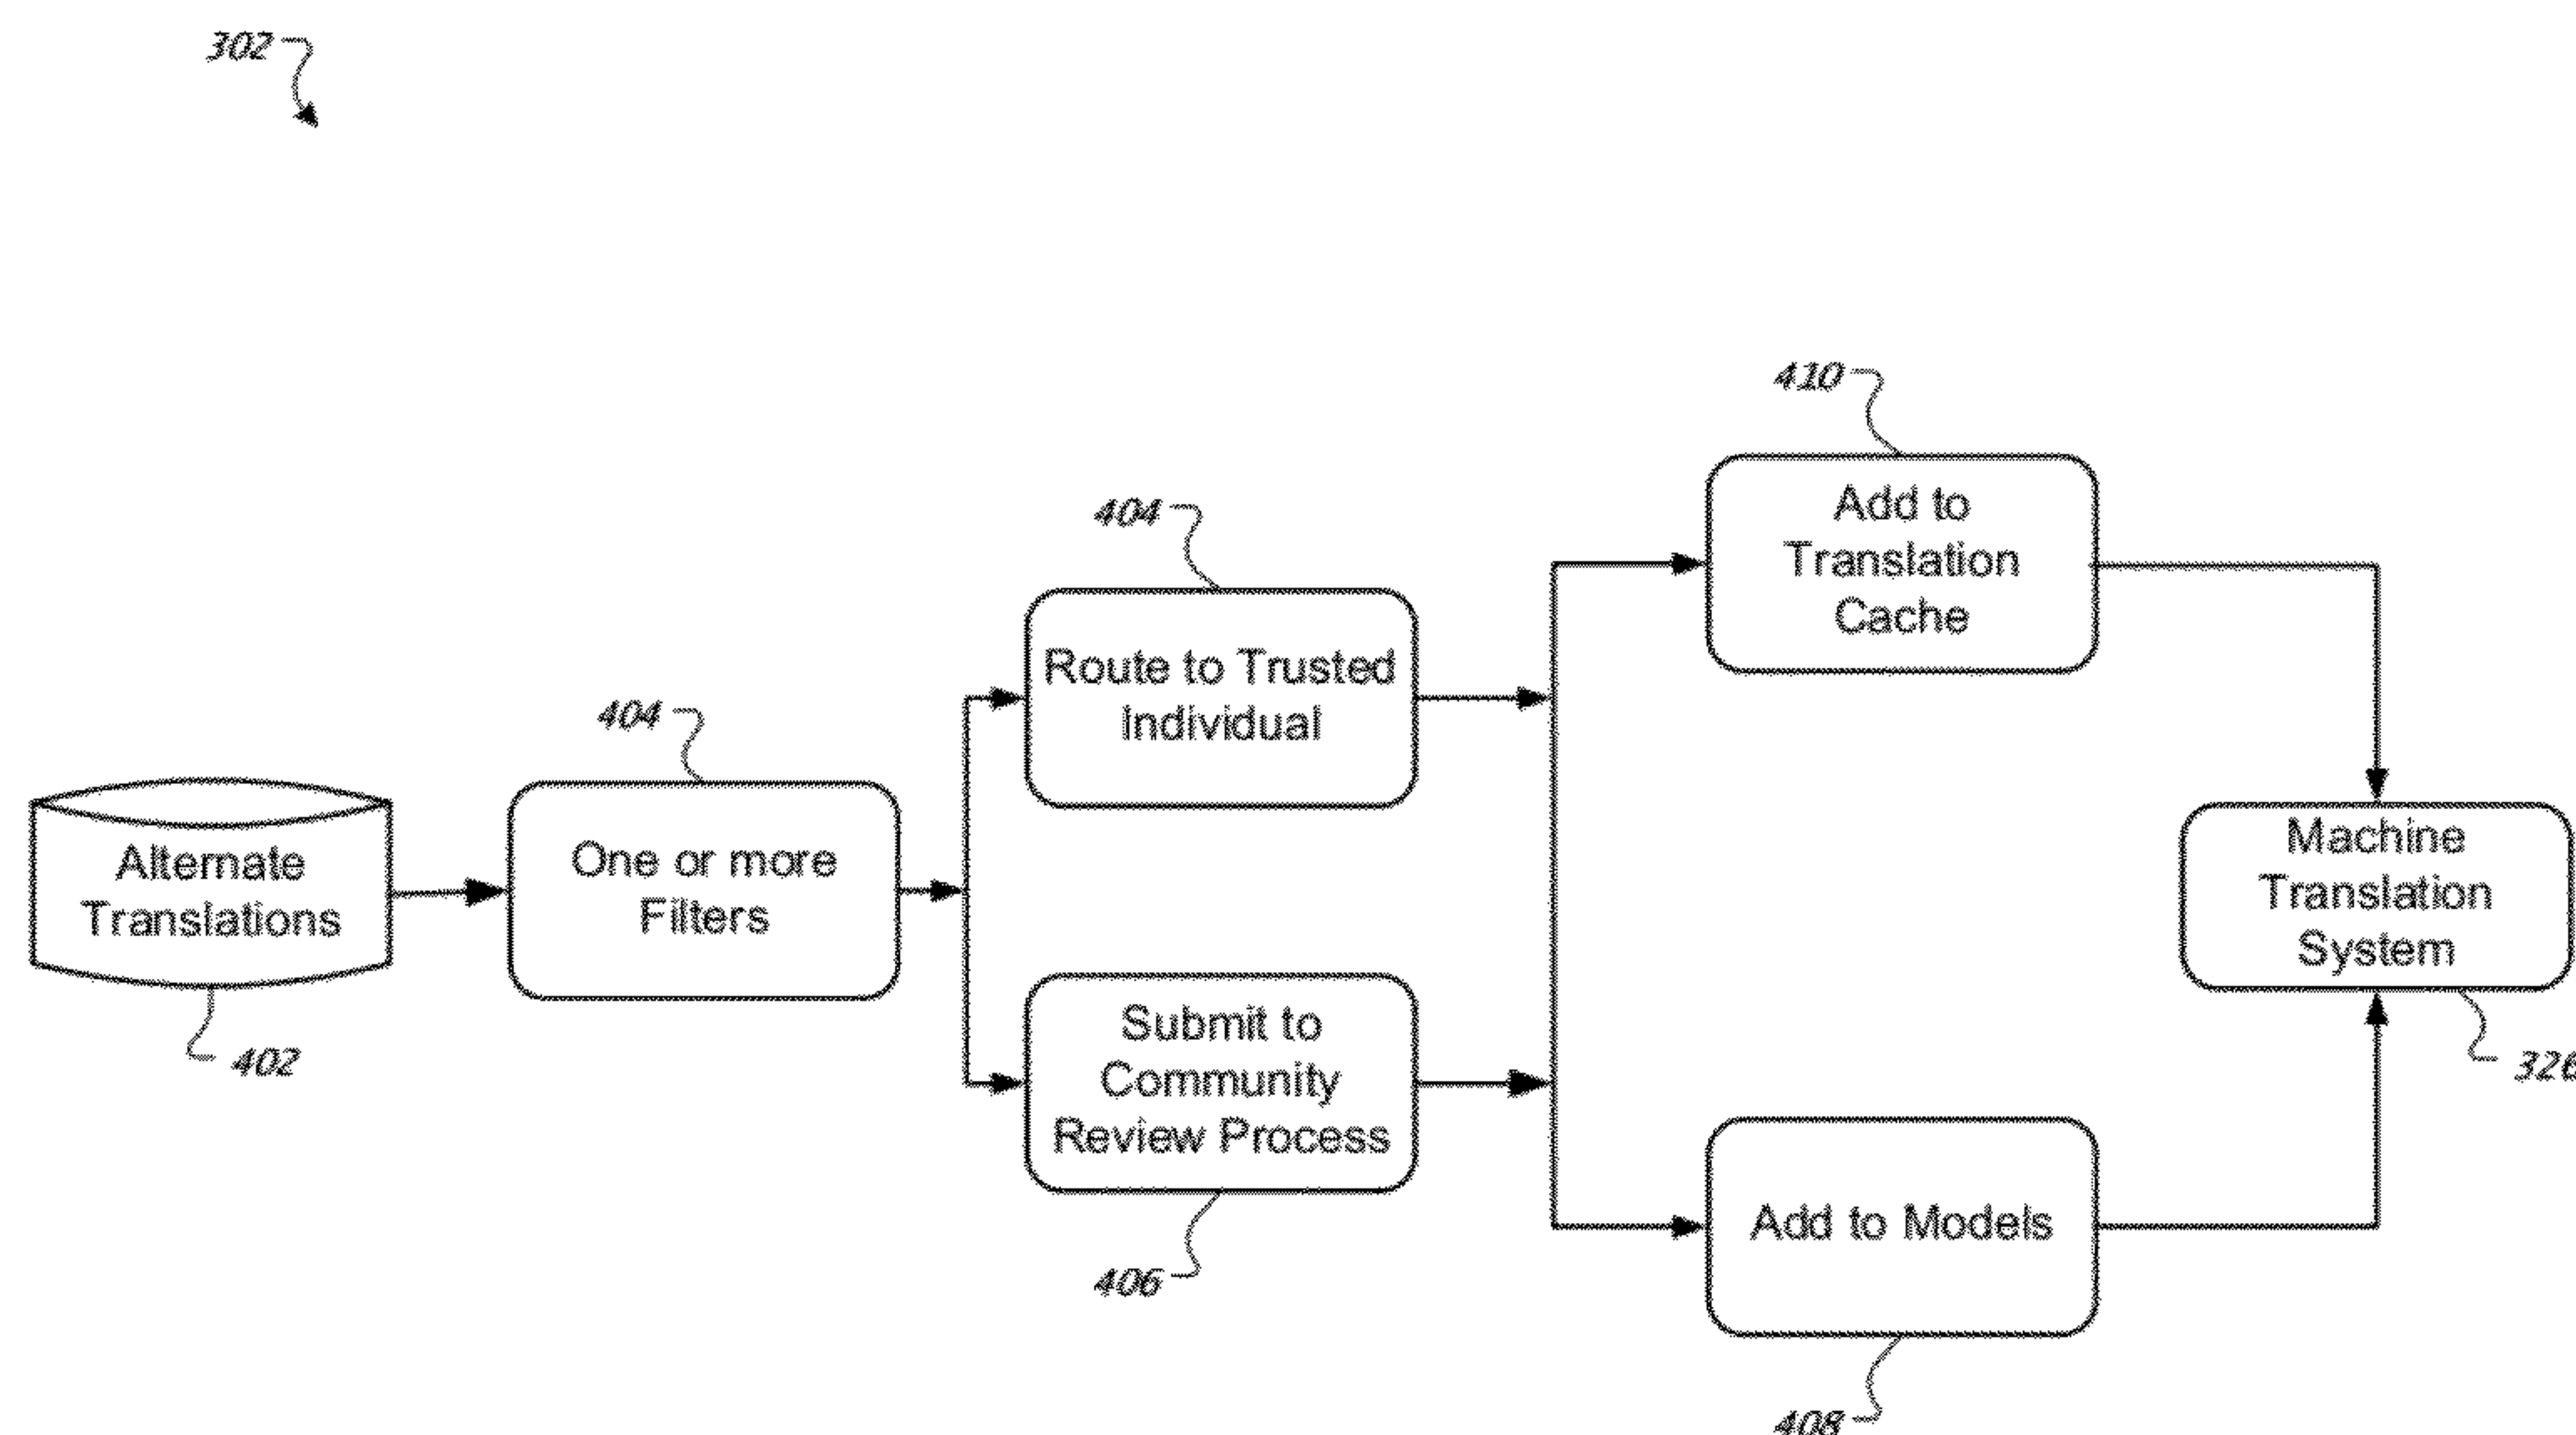 302
410
Add to
Translation
Cache
404
Route to Trusted
Individual
404
One or more
Filters
Alternate
Translations
402
Submit to
Community
Review Process
406
Machine
Translation
System
326
Add to Models
408